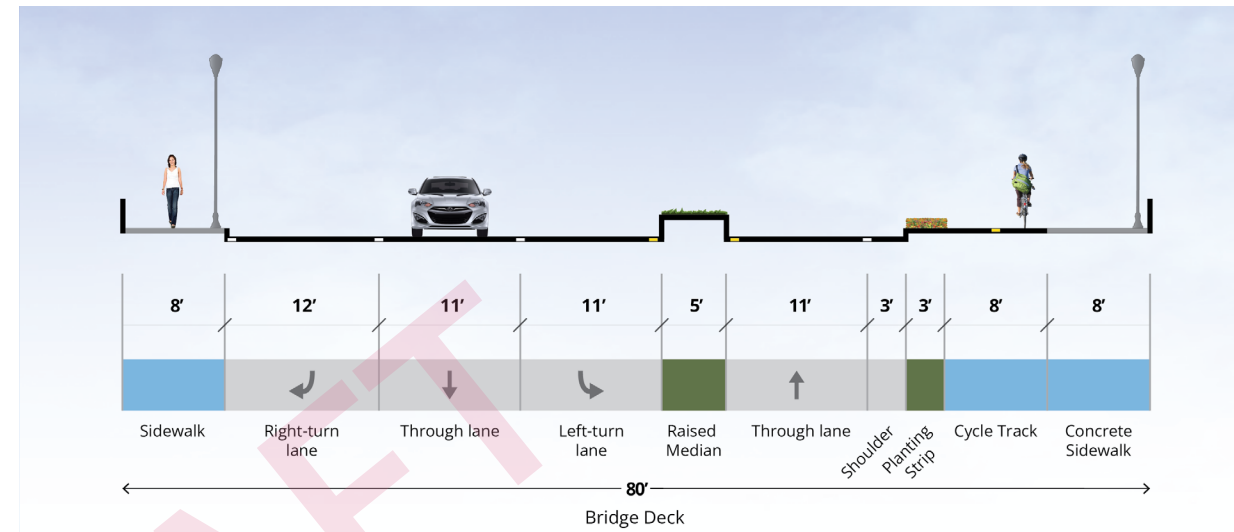 8’ 12’ 11’ 11’ 5’ 11’ 3’ 3’ 8’ 8’
Sidewalk
Right-turn
lane
Through lane
Left-turn
lane
Raised
Median
Through lane
Shoulder
Planting
Strip
Cycle Track
Concrete
Sidewalk
80’
Bridge Deck